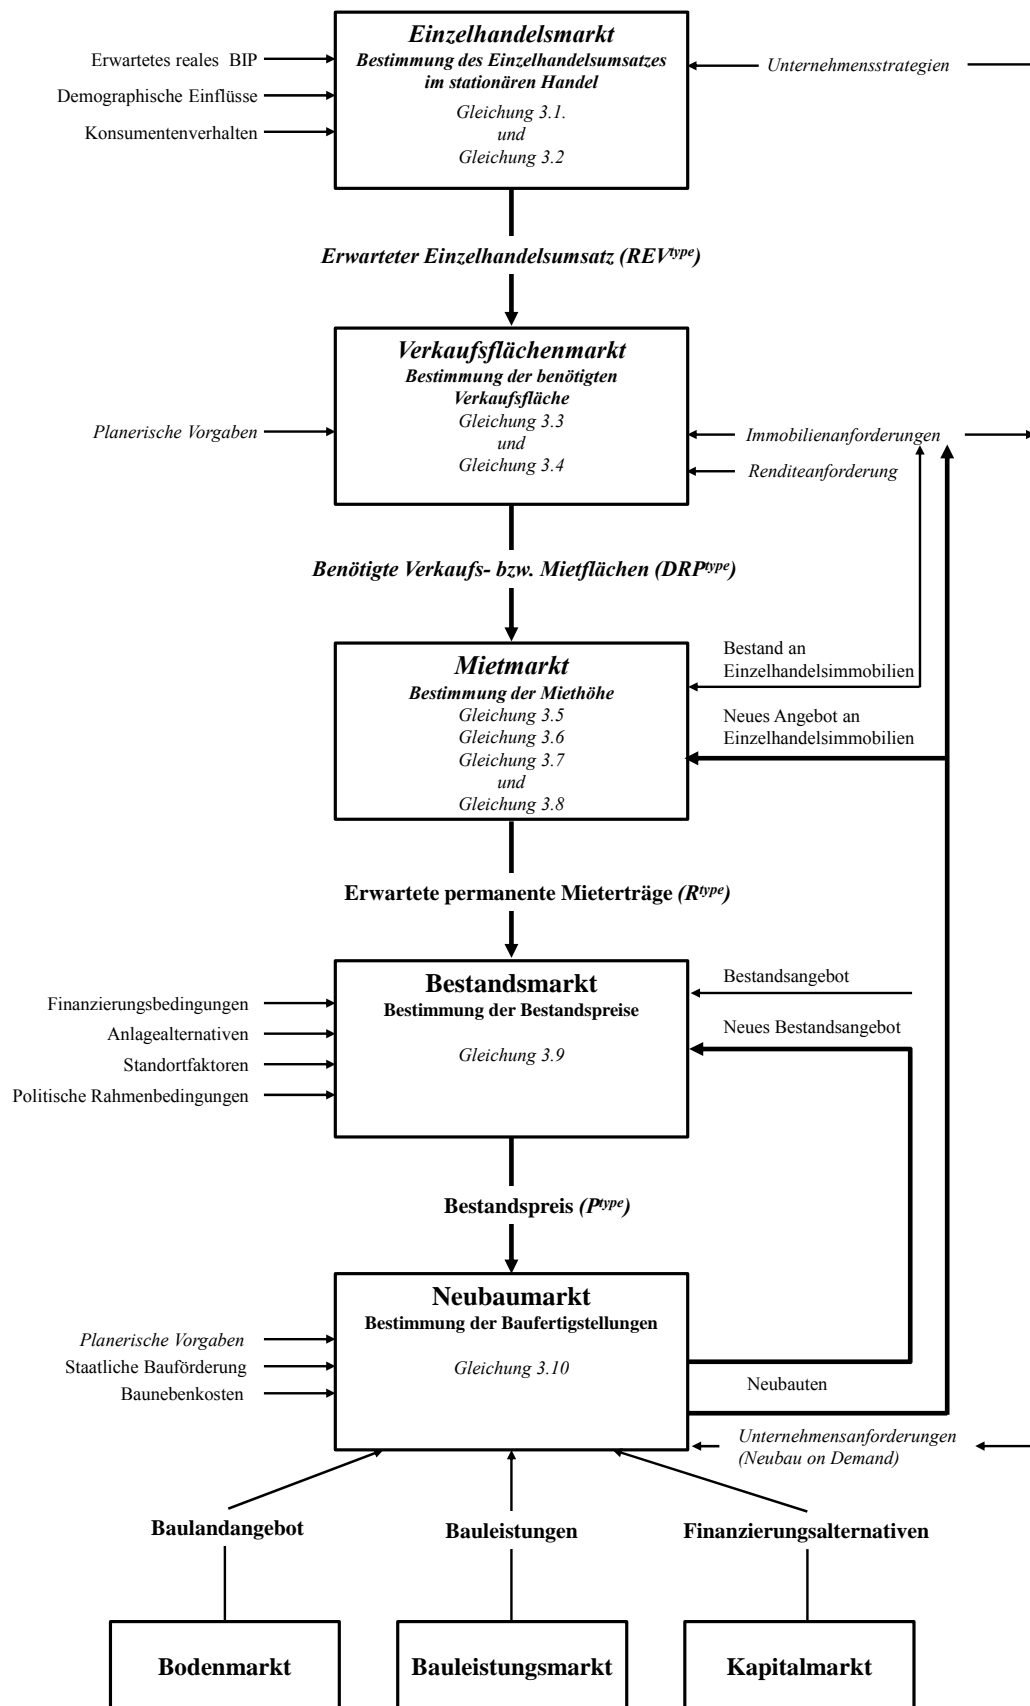 Einzelhandelsmarkt
Bestimmung des Einzelhandelsumsatzes
im stationären Handel
Gleichung 3.1.
und
Gleichung 3.2
Erwartetes reales BIP
Demographische Einflüsse
Konsumentenverhalten
Unternehmensstrategien
Erwarteter Einzelhandelsumsatz (REVtype)
Verkaufsflächenmarkt
Bestimmung der benötigten
Verkaufsfläche
Gleichung 3.3
und
Gleichung 3.4
Planerische Vorgaben
Immobilienanforderungen
Renditeanforderung
Benötigte Verkaufs- bzw. Mietflächen (DRPtype)
Mietmarkt
Bestimmung der Miethöhe
Gleichung 3.5
Gleichung 3.6
Gleichung 3.7
und
Gleichung 3.8
Bestand an
Einzelhandelsimmobilien
Neues Angebot an
Einzelhandelsimmobilien
Erwartete permanente Mieterträge (Rtype)
Bestandsmarkt
Bestimmung der Bestandspreise
Gleichung 3.9
Finanzierungsbedingungen
Anlagealternativen
Standortfaktoren
Politische Rahmenbedingungen
Bestandsangebot
Neues Bestandsangebot
Bestandspreis (Ptype)
Neubaumarkt
Bestimmung der Baufertigstellungen
Gleichung 3.10
Planerische Vorgaben
Staatliche Bauförderung
Baunebenkosten
Neubauten
Unternehmensanforderungen
(Neubau on Demand)
Baulandangebot
Bauleistungen
Finanzierungsalternativen
Bodenmarkt
Bauleistungsmarkt
Kapitalmarkt